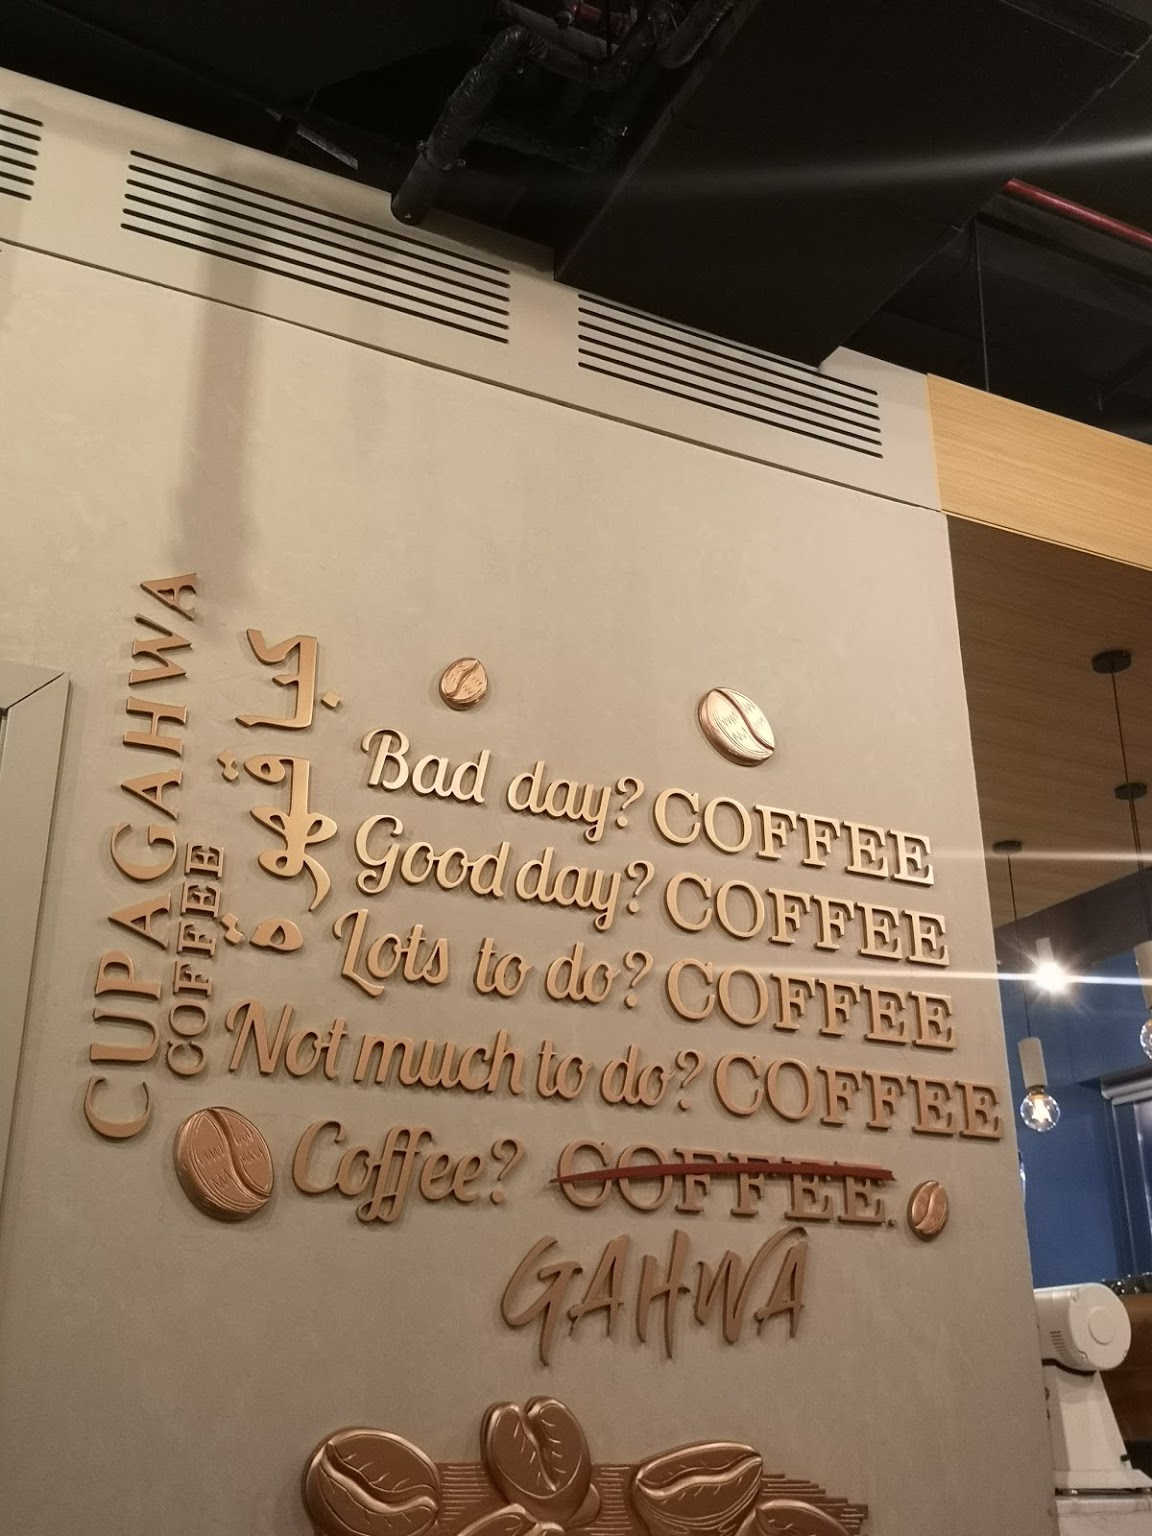 CUPAGAHWA
COFFEE
كب قهوة
Bad day? COFFEE
Good day? COFFEE
Lots to do? COFFEE
Not much to do? COFFEE
Coffee? COFFEE.
GAHWA